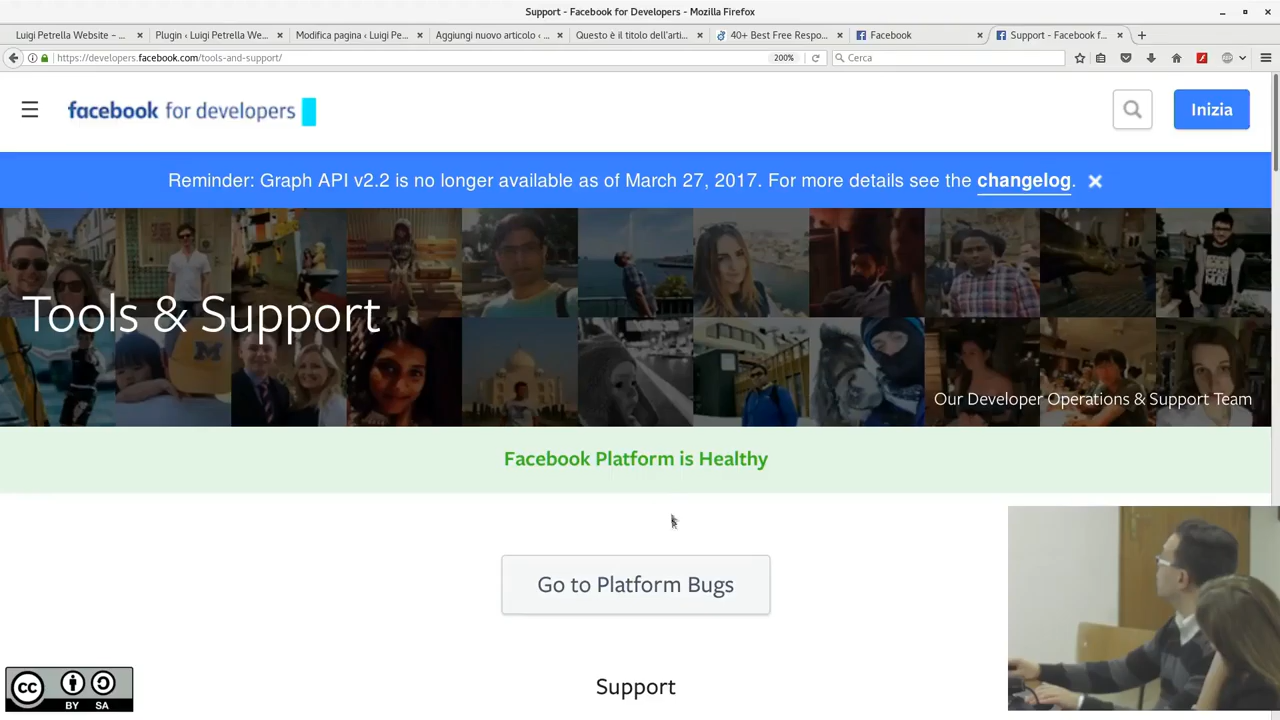 Support - Facebook for Developers - Mozilla Firefox
Luigi Petrella Website – ...
Plugin ‹ Luigi Petrella We...
Modifica pagina ‹ Luigi Pe...
Aggiungi nuovo articolo ‹ ...
Questo è il titolo dell'arti...
40+ Best Free Respo...
Facebook
Support - Facebook f...
https://developers.facebook.com/tools-and-support/
200%
Cerca
facebook for developers
Inizia
Reminder: Graph API v2.2 is no longer available as of March 27, 2017. For more details see the changelog.
Tools & Support
Our Developer Operations & Support Team
Facebook Platform is Healthy
Go to Platform Bugs
Support
cc
BY SA